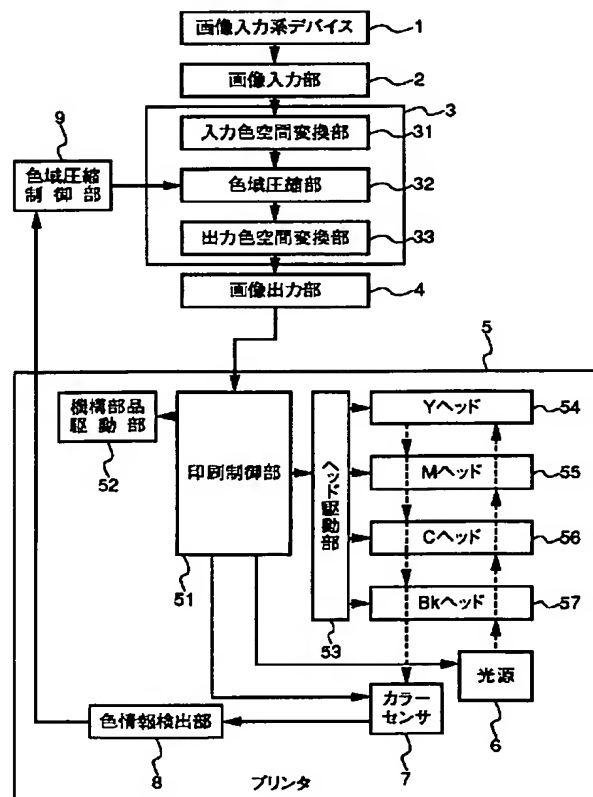 画像入力系デバイス
1
画像入力部
2
3
入力色空間変換部
31
9
色域圧縮
制御部
色域圧縮部
32
出力色空間変換部
33
画像出力部
4
5
機構部品
駆動部
52
印刷制御部
51
ヘッド駆動部
53
Yヘッド
54
Mヘッド
55
Cヘッド
56
Bkヘッド
57
光源
6
カラー
センサ
7
色情報検出部
8
プリンタ